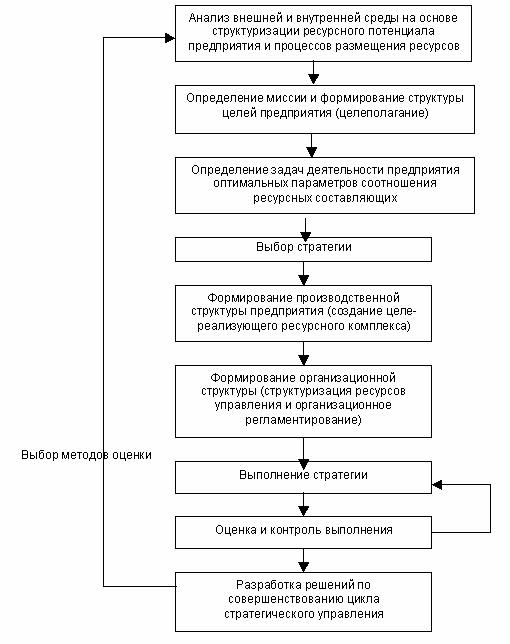 Анализ внешней и внутренней среды на основе
структуризации ресурсного потенциала
предприятия и процессов размещения ресурсов
Определение миссии и формирование структуры
целей предприятия (целеполагание)
Определение задач деятельности предприятия
оптимальных параметров соотношения
ресурсных составляющих
Выбор стратегии
Формирование производственной
структуры предприятия (создание целе-
реализующего ресурсного комплекса)
Формирование организационной
структуры (структуризация ресурсов
управления и организационное
регламентирование)
Выбор методов оценки
Выполнение стратегии
Оценка и контроль выполнения
Разработка решений по
совершенствованию цикла
стратегического управления